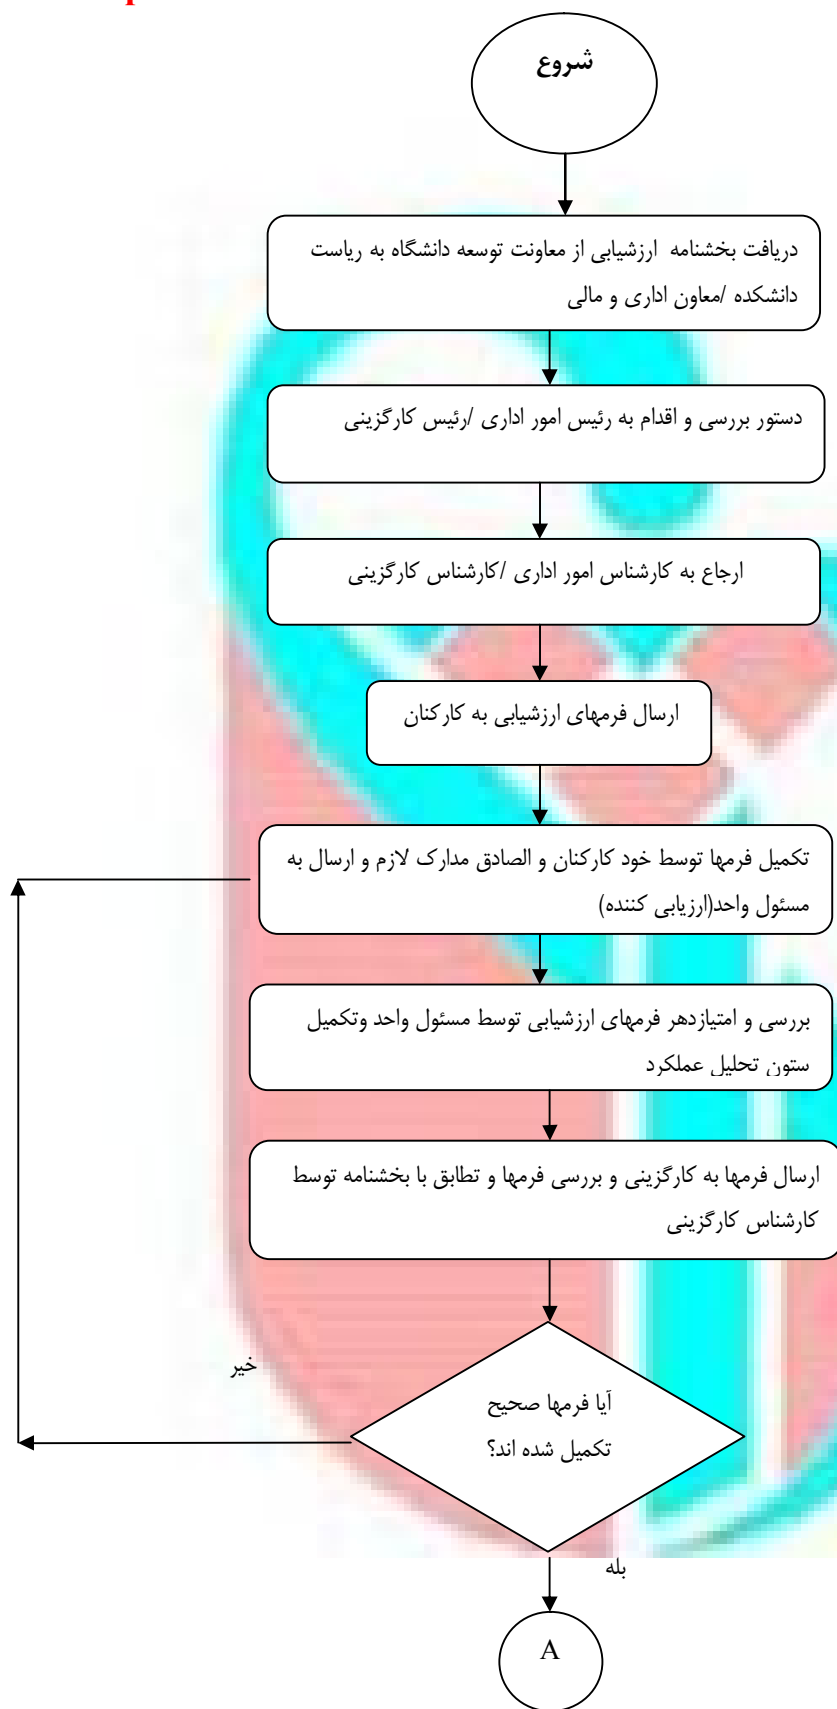 شروع
دریافت بخشنامه ارزشیابی از معاونت توسعه دانشگاه به ریاست
دانشکده /معاون اداری و مالی
دستور بررسی و اقدام به رئیس امور اداری /رئیس کارگزینی
ارجاع به کارشناس امور اداری /کارشناس کارگزینی
ارسال فرمهای ارزشیابی به کارکنان
تکمیل فرمها توسط خود کارکنان و الصادق مدارک لازم و ارسال به
مسئول واحد(ارزیابی کننده)
بررسی و امتیازدهر فرمهای ارزشیابی توسط مسئول واحد وتکمیل
ستون تحلیل عملکرد
ارسال فرمها به کارگزینی و بررسی فرمها و تطابق با بخشنامه توسط
کارشناس کارگزینی
خیر
آیا فرمها صحیح
تکمیل شده اند؟
بله
A